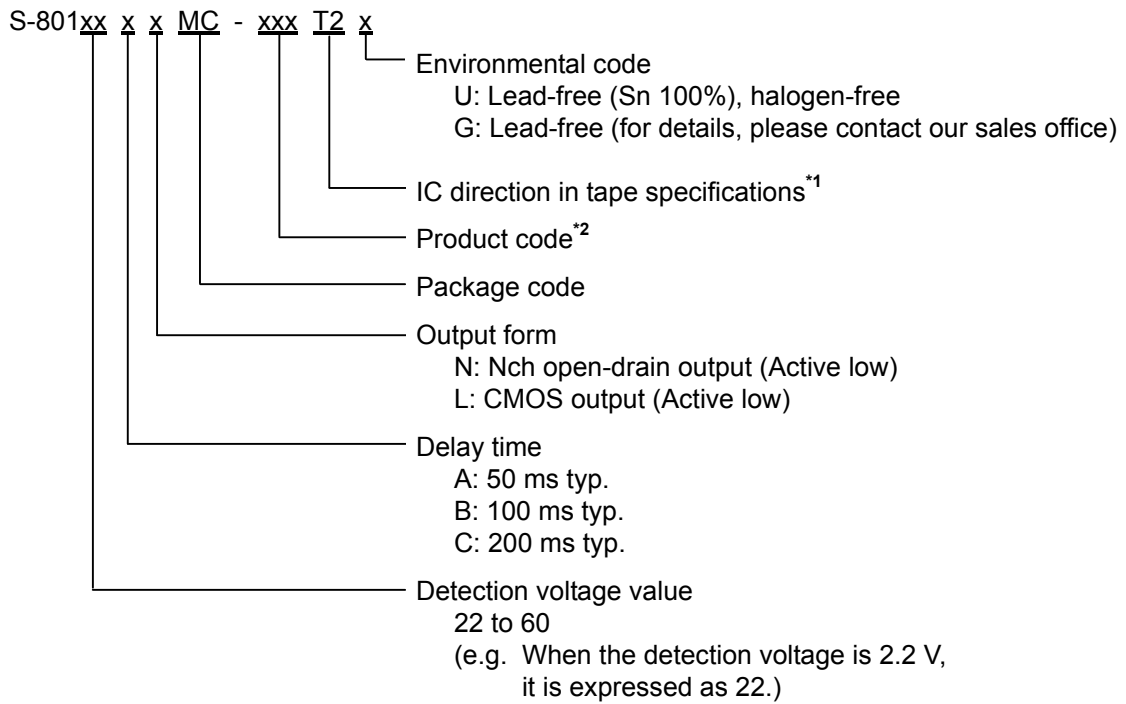 S-801xx x x MC - xxx T2 x
Environmental code
U: Lead-free (Sn 100%), halogen-free
G: Lead-free (for details, please contact our sales office)
IC direction in tape specifications*1
Product code*2
Package code
Output form
N: Nch open-drain output (Active low)
L: CMOS output (Active low)
Delay time
A: 50 ms typ.
B: 100 ms typ.
C: 200 ms typ.
Detection voltage value
22 to 60
(e.g. When the detection voltage is 2.2 V,
it is expressed as 22.)